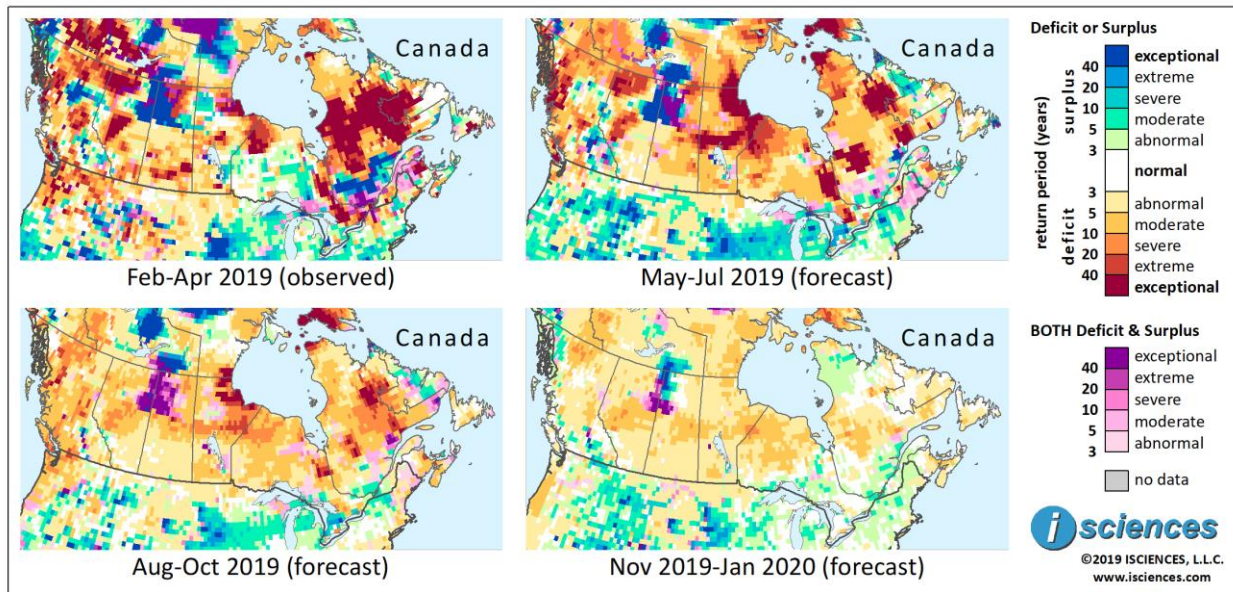 Canada
Feb-Apr 2019 (observed)
Canada
May-Jul 2019 (forecast)
Canada
Aug-Oct 2019 (forecast)
Canada
Nov 2019-Jan 2020 (forecast)
Deficit or Surplus
return period (years)
surplus
deficit
exceptional
40
extreme
20
severe
10
moderate
5
abnormal
3
normal
3
abnormal
5
moderate
10
severe
20
extreme
40
exceptional
BOTH Deficit & Surplus
exceptional
40
extreme
20
severe
10
moderate
5
abnormal
3
no data
i sciences
©2019 ISCIENCES, L.L.C.
www.isciences.com